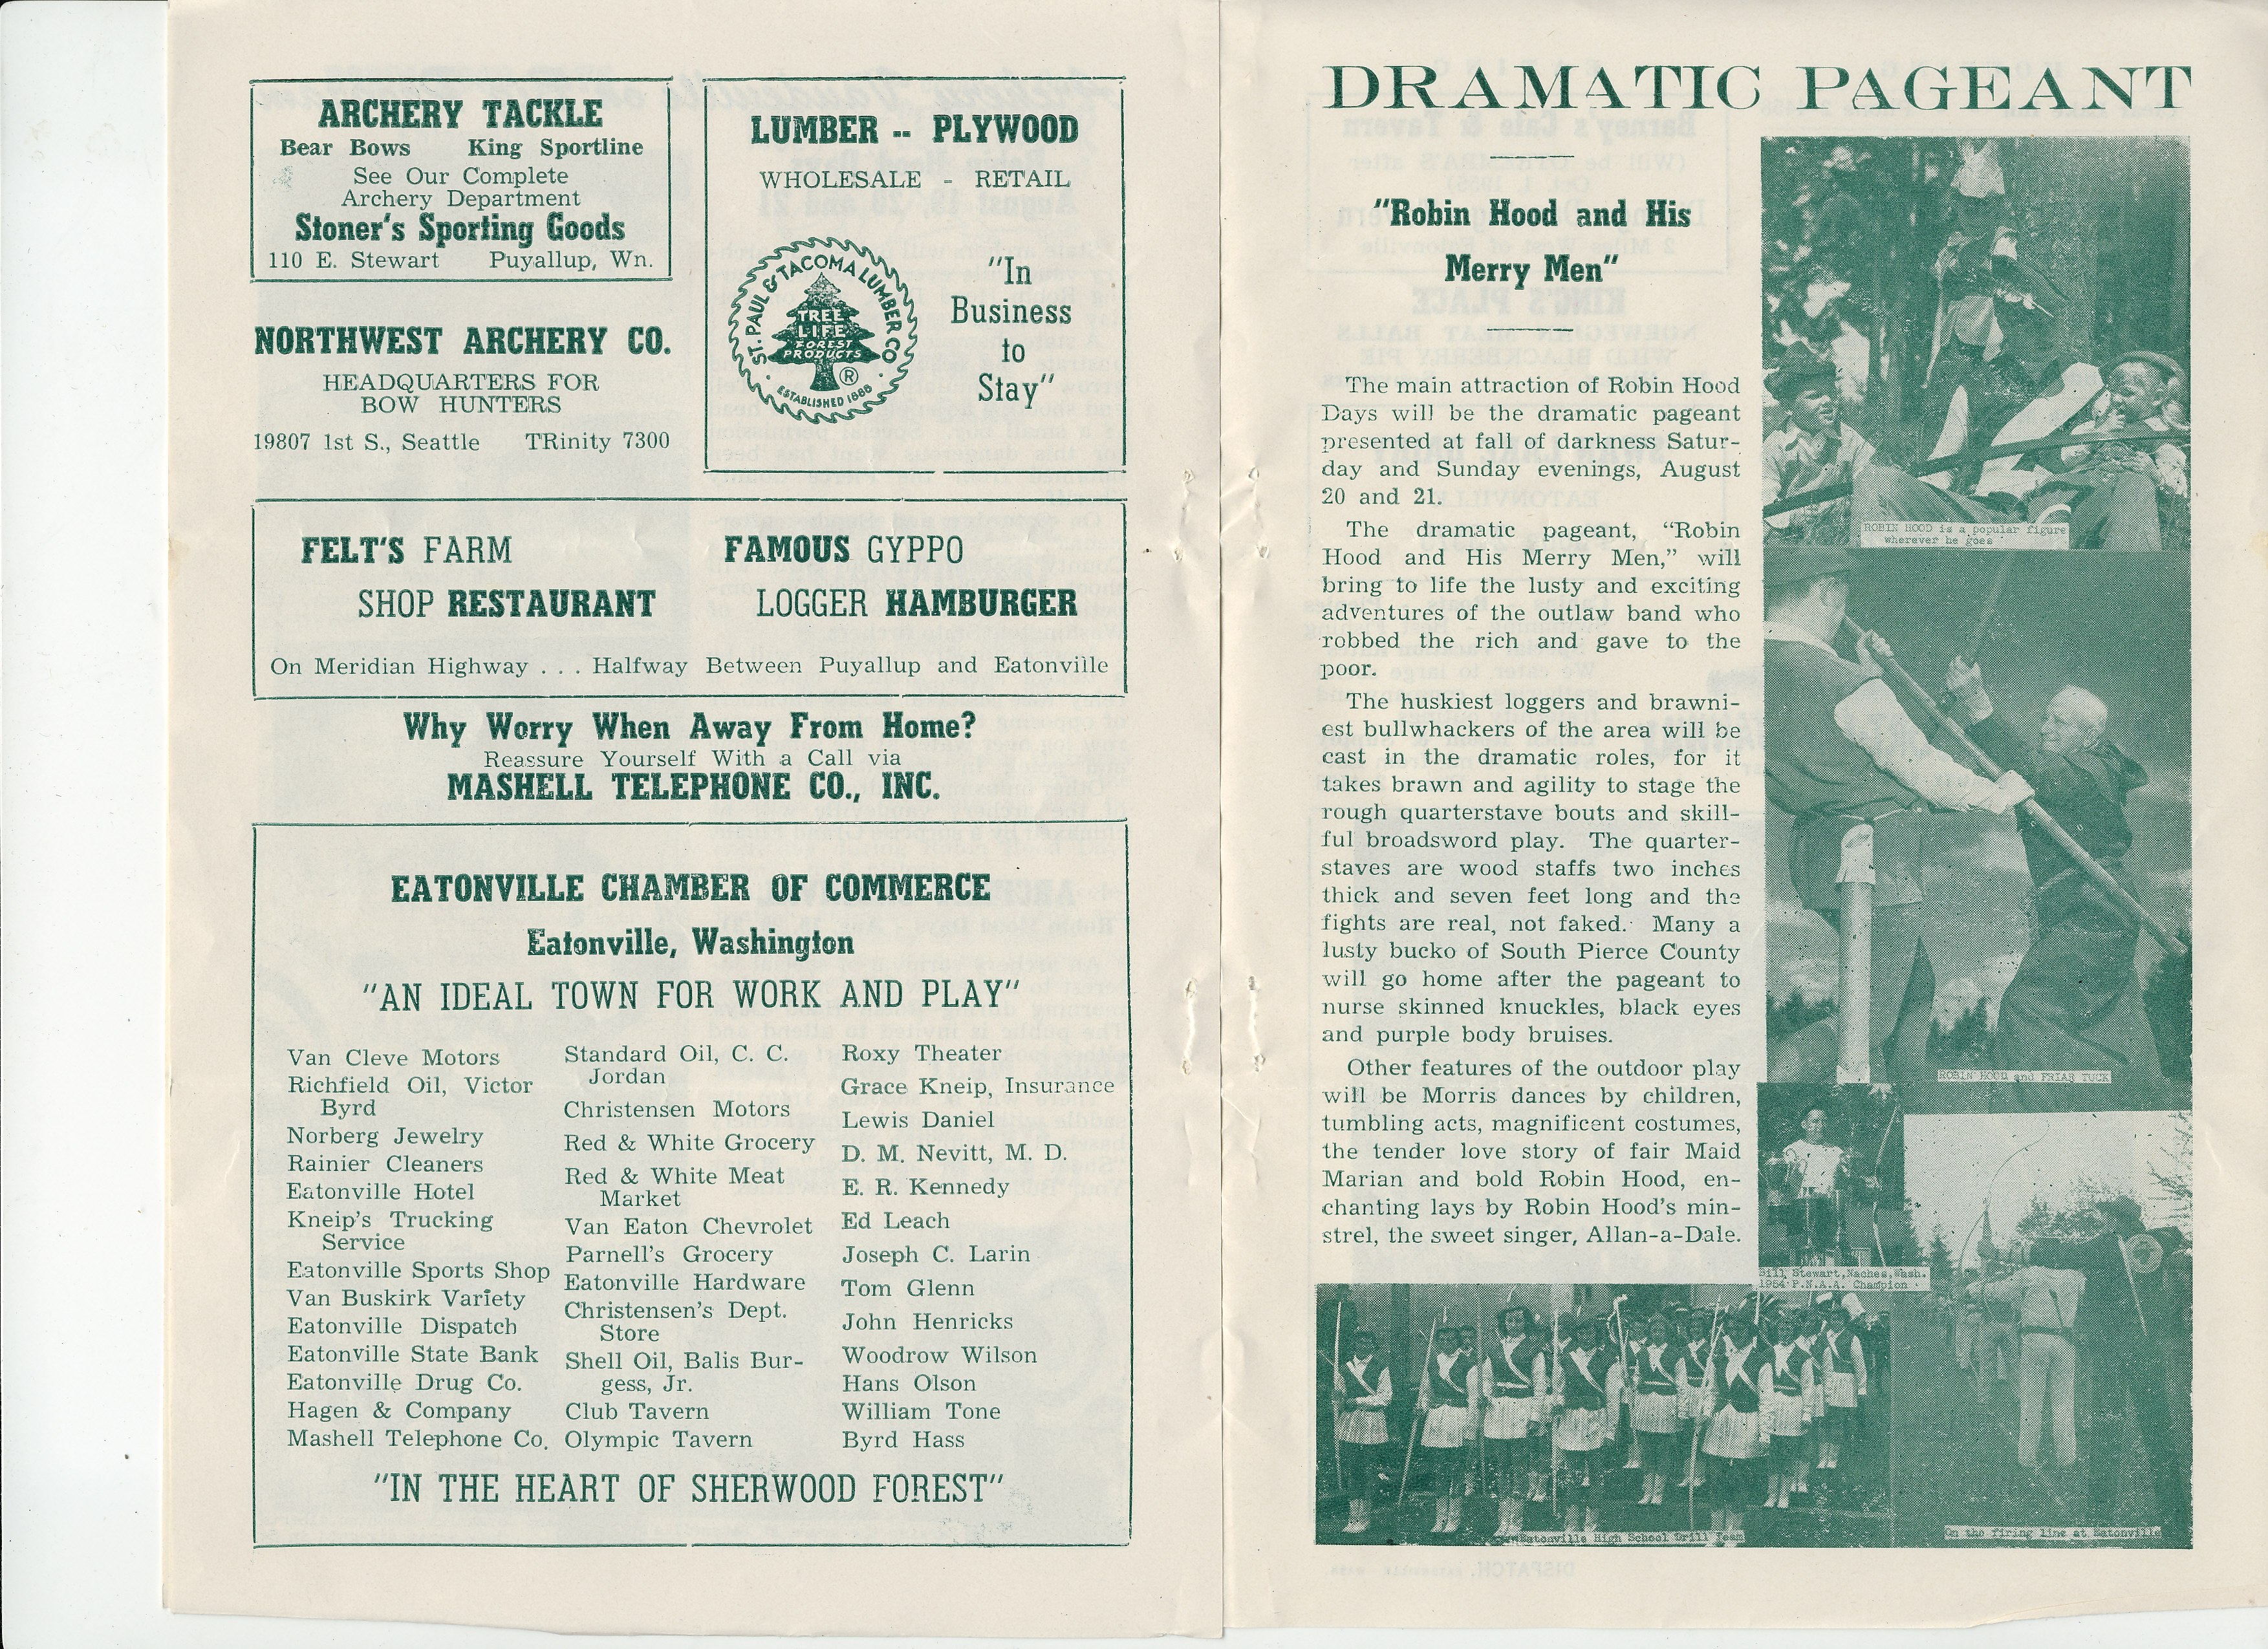 ARCHERY TACKLE
Bear Bows King Sportline
See Our Complete
Archery Department
Stoner's Sporting Goods
110 E. Stewart Puyallup, Wn.
NORTHWEST ARCHERY CO.
HEADQUARTERS FOR
BOW HUNTERS
19807 1st S., Seattle TRinity 7300
LUMBER -- PLYWOOD
WHOLESALE - RETAIL
ST. PAUL & TACOMA LUMBER CO
TREE
LIFE
FOREST
PRODUCTS
®
ESTABLISHED 1888
"In
Business
to
Stay"
FELT'S FARM
SHOP RESTAURANT
FAMOUS GYPPO
LOGGER HAMBURGER
On Meridian Highway . . . Halfway Between Puyallup and Eatonville
Why Worry When Away From Home?
Reassure Yourself With a Call via
MASHELL TELEPHONE CO., INC.
EATONVILLE CHAMBER OF COMMERCE
Eatonville, Washington
"AN IDEAL TOWN FOR WORK AND PLAY"
Van Cleve Motors
Richfield Oil, Victor
Byrd
Norberg Jewelry
Rainier Cleaners
Eatonville Hotel
Kneip's Trucking
Service
Eatonville Sports Shop
Van Buskirk Variety
Eatonville Dispatch
Eatonville State Bank
Eatonville Drug Co.
Hagen & Company
Mashell Telephone Co.
Standard Oil, C. C.
Jordan
Christensen Motors
Red & White Grocery
Red & White Meat
Market
Van Eaton Chevrolet
Parnell's Grocery
Eatonville Hardware
Christensen's Dept.
Store
Shell Oil, Balis Bur-
gess, Jr.
Club Tavern
Olympic Tavern
Roxy Theater
Grace Kneip, Insurance
Lewis Daniel
D. M. Nevitt, M. D.
E. R. Kennedy
Ed Leach
Joseph C. Larin
Tom Glenn
John Henricks
Woodrow Wilson
Hans Olson
William Tone
Byrd Hass
"IN THE HEART OF SHERWOOD FOREST"
DRAMATIC PAGEANT
"Robin Hood and His
Merry Men"
The main attraction of Robin Hood
Days will be the dramatic pageant
presented at fall of darkness Satur-
day and Sunday evenings, August
20 and 21.
The dramatic pageant, "Robin
Hood and His Merry Men," will
bring to life the lusty and exciting
adventures of the outlaw band who
robbed the rich and gave to the
poor.
The huskiest loggers and brawni-
est bullwhackers of the area will be
cast in the dramatic roles, for it
takes brawn and agility to stage the
rough quarterstave bouts and skill-
ful broadsword play. The quarter-
staves are wood staffs two inches
thick and seven feet long and the
fights are real, not faked. Many a
lusty bucko of South Pierce County
will go home after the pageant to
nurse skinned knuckles, black eyes
and purple body bruises.
Other features of the outdoor play
will be Morris dances by children,
tumbling acts, magnificent costumes,
the tender love story of fair Maid
Marian and bold Robin Hood, en-
chanting lays by Robin Hood's min-
strel, the sweet singer, Allan-a-Dale.
ROBIN HOOD is a popular figure
wherever he goes
ROBIN HOOD and FRIAR TUCK
Bill Stewart, Naches, Wash.
1954 P.N.A.A. Champion
Eatonville High School Drill Team
On the firing line at Eatonville